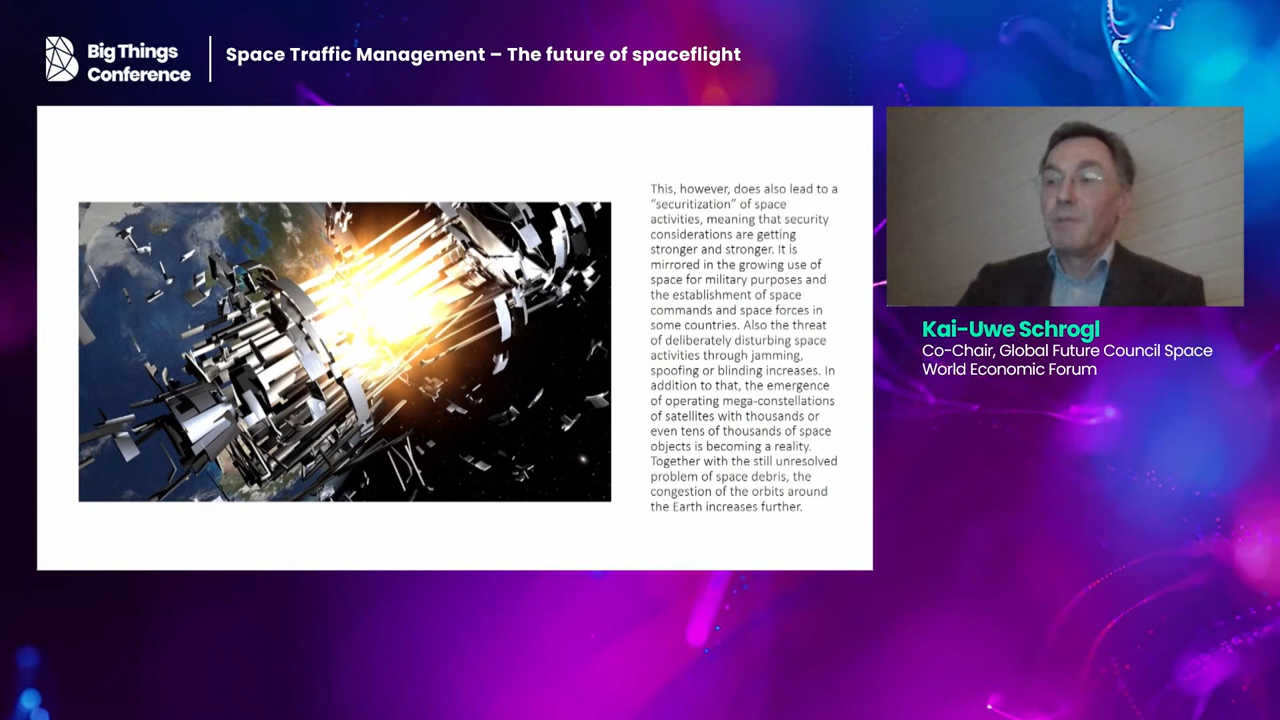 Big Things
Conference
Space Traffic Management – The future of spaceflight
This, however, does also lead to a
“securitization” of space
activities, meaning that security
considerations are getting
stronger and stronger. It is
mirrored in the growing use of
space for military purposes and
the establishment of space
commands and space forces in
some countries. Also the threat
of deliberately disturbing space
activities through jamming,
spoofing or blinding increases. In
addition to that, the emergence
of operating mega-constellations
of satellites with thousands or
even tens of thousands of space
objects is becoming a reality.
Together with the still unresolved
problem of space debris, the
congestion of the orbits around
the Earth increases further.
Kai-Uwe Schrogl
Co-Chair, Global Future Council Space
World Economic Forum